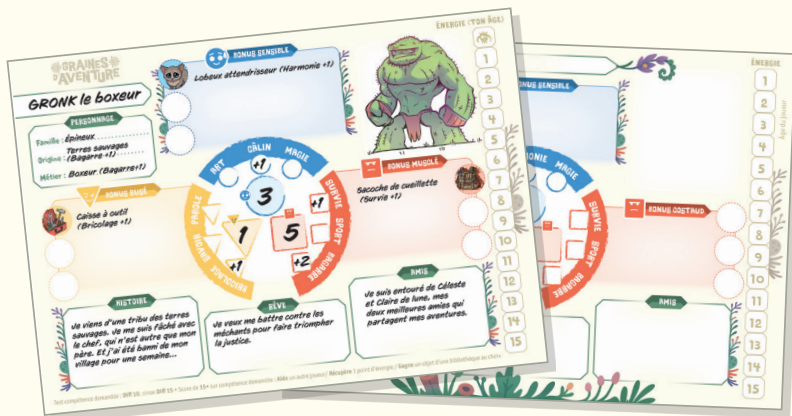 GRAINES
D'AVENTURE
GRONK le boxeur
PERSONNAGE
Famille : Épineux
Origine : Terres sauvages
(Bagarre +1)
Métier : Boxeur (Bagarre+1)
BONUS SENSIBLE
Lobeux attendrisseur (Harmonie +1)
ÉNERGIE (TON ÂGE)
1
2
3
4
5
6
7
8
9
10
11
12
13
14
15
BONUS RUSÉ
Caisse à outil
(Bricolage +1)
ART CÂLIN MAGIE
+1
3
PAROLE
SAVOIR
BRICOLAGE
1
+1
SURVIE
SPORT
BAGARRE
5
+1
+2
BONUS MUSCLÉ
Sacoche de cueillette
(Survie +1)
HISTOIRE
Je viens d'une tribu des terres
sauvages. Je me suis fâché avec
le chef, qui n'est autre que mon
père. Et j'ai été banni de mon
village pour une semaine...
RÊVE
Je veux me battre contre les
méchants pour faire triompher
la justice.
AMIS
Je suis entouré de Céleste
et Claire de lune, mes
deux meilleures amies qui
partagent mes aventures.
BONUS SENSIBLE
ÉNERGIE
1
2
3
4
5
6
7
8
9
10
11
12
13
14
15
Âge du joueur
ONIE MAGIE
SURVIE
SPORT
BAGARRE
BONUS COSTAUD
AMIS